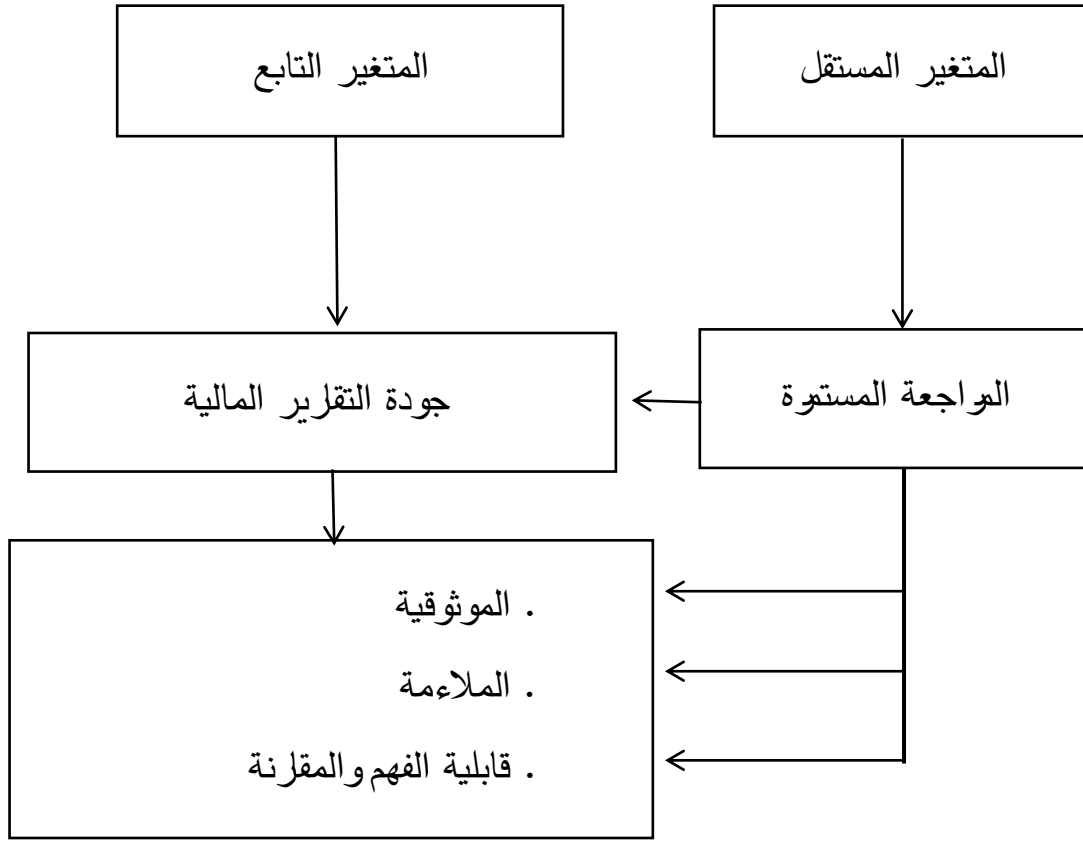 المتغير المستقل
المتغير التابع
المراجعة المستمرة
جودة التقارير المالية
. الموثوقية
. الملاءمة
. قابلية الفهم والمقارنة